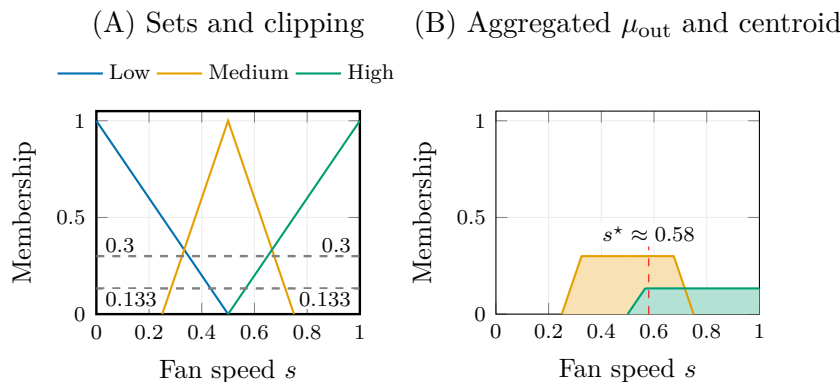 (A) Sets and clipping
(B) Aggregated μout and centroid
Low Medium High
1
0.5
0
0.3 0.3
0.133 0.133
0 0.2 0.4 0.6 0.8 1
Fan speed s
Membership
1
0.5
0
s⋆ ≈ 0.58
0 0.2 0.4 0.6 0.8 1
Fan speed s
Membership